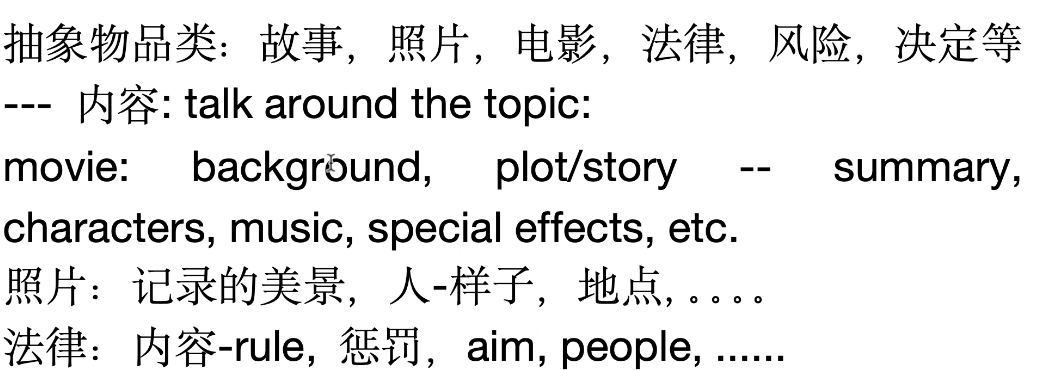 抽象物品类：故事，照片，电影，法律，风险，决定等
--- 内容: talk around the topic:
movie: background, plot/story -- summary,
characters, music, special effects, etc.
照片：记录的美景，人-样子，地点, 。。。。
法律：内容-rule, 惩罚，aim, people, ......